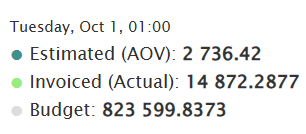 Tuesday, Oct 1, 01:00
Estimated (AOV): 2 736.42
Invoiced (Actual): 14 872.2877
Budget: 823 599.8373